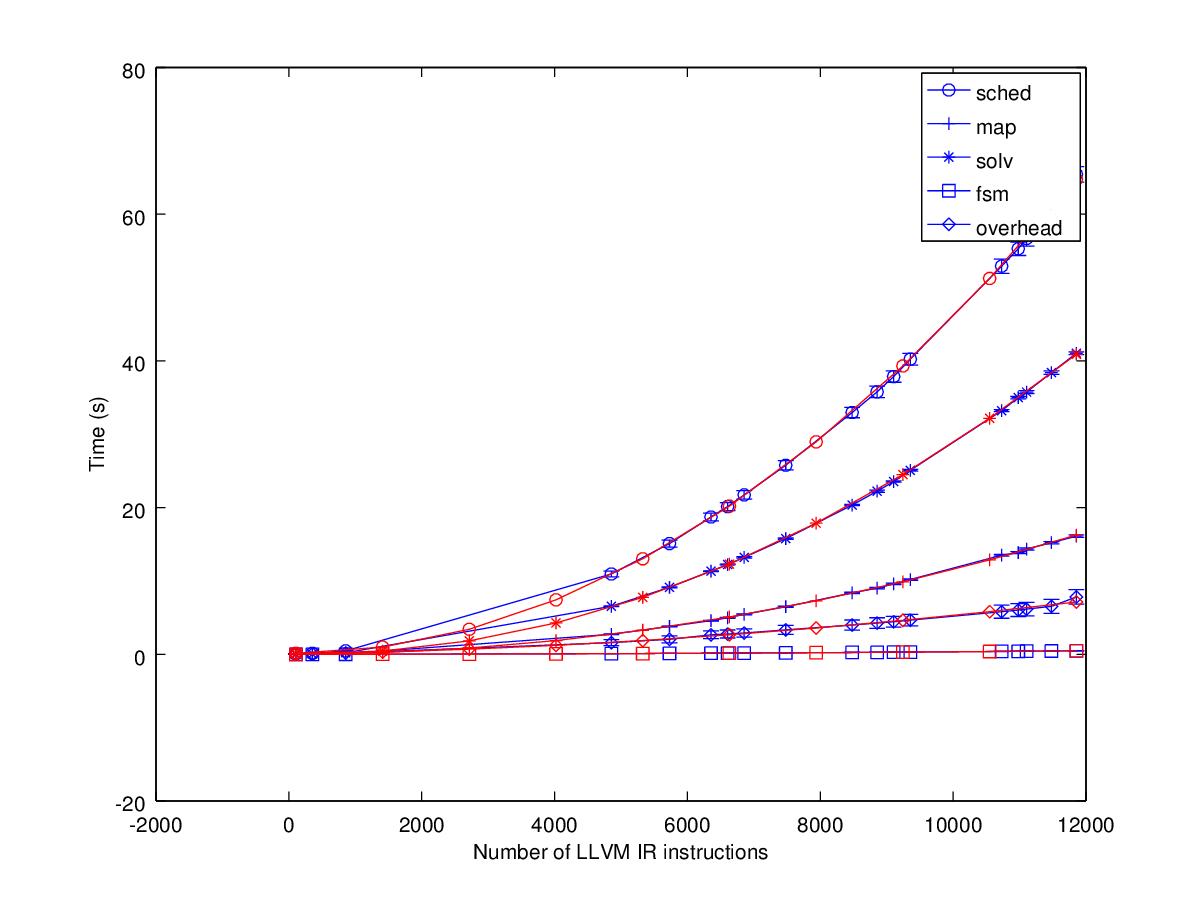 80
60
40
20
0
-20
Time (s)
sched
map
solv
fsm
overhead
-2000 0 2000 4000 6000 8000 10000 12000
Number of LLVM IR instructions